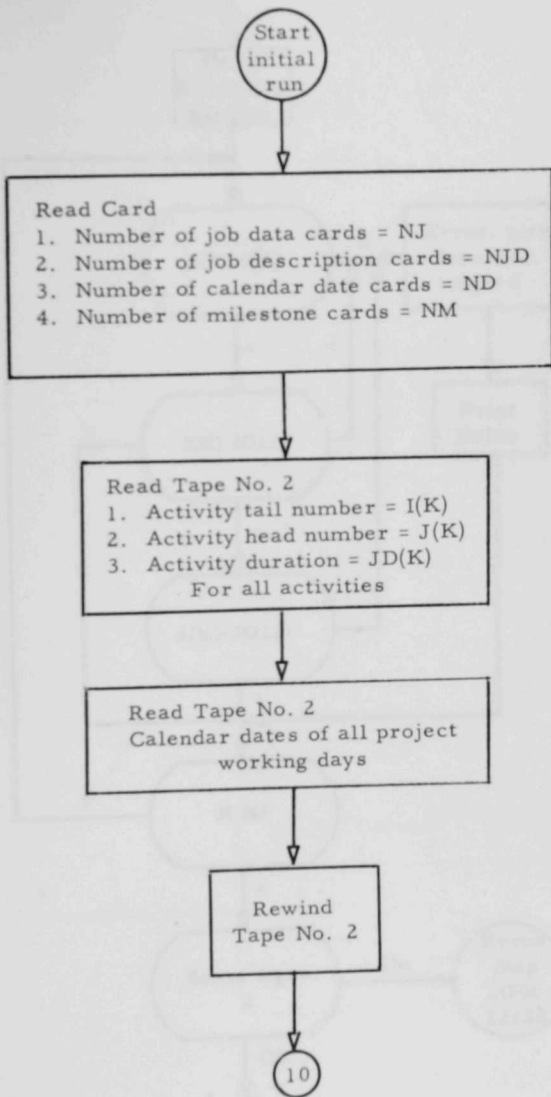 Start
initial
run
Read Card
1. Number of job data cards = NJ
2. Number of job description cards = NJD
3. Number of calendar date cards = ND
4. Number of milestone cards = NM
Read Tape No. 2
1. Activity tail number = I(K)
2. Activity head number = J(K)
3. Activity duration = JD(K)
For all activities
Read Tape No. 2
Calendar dates of all project
working days
Rewind
Tape No. 2
10